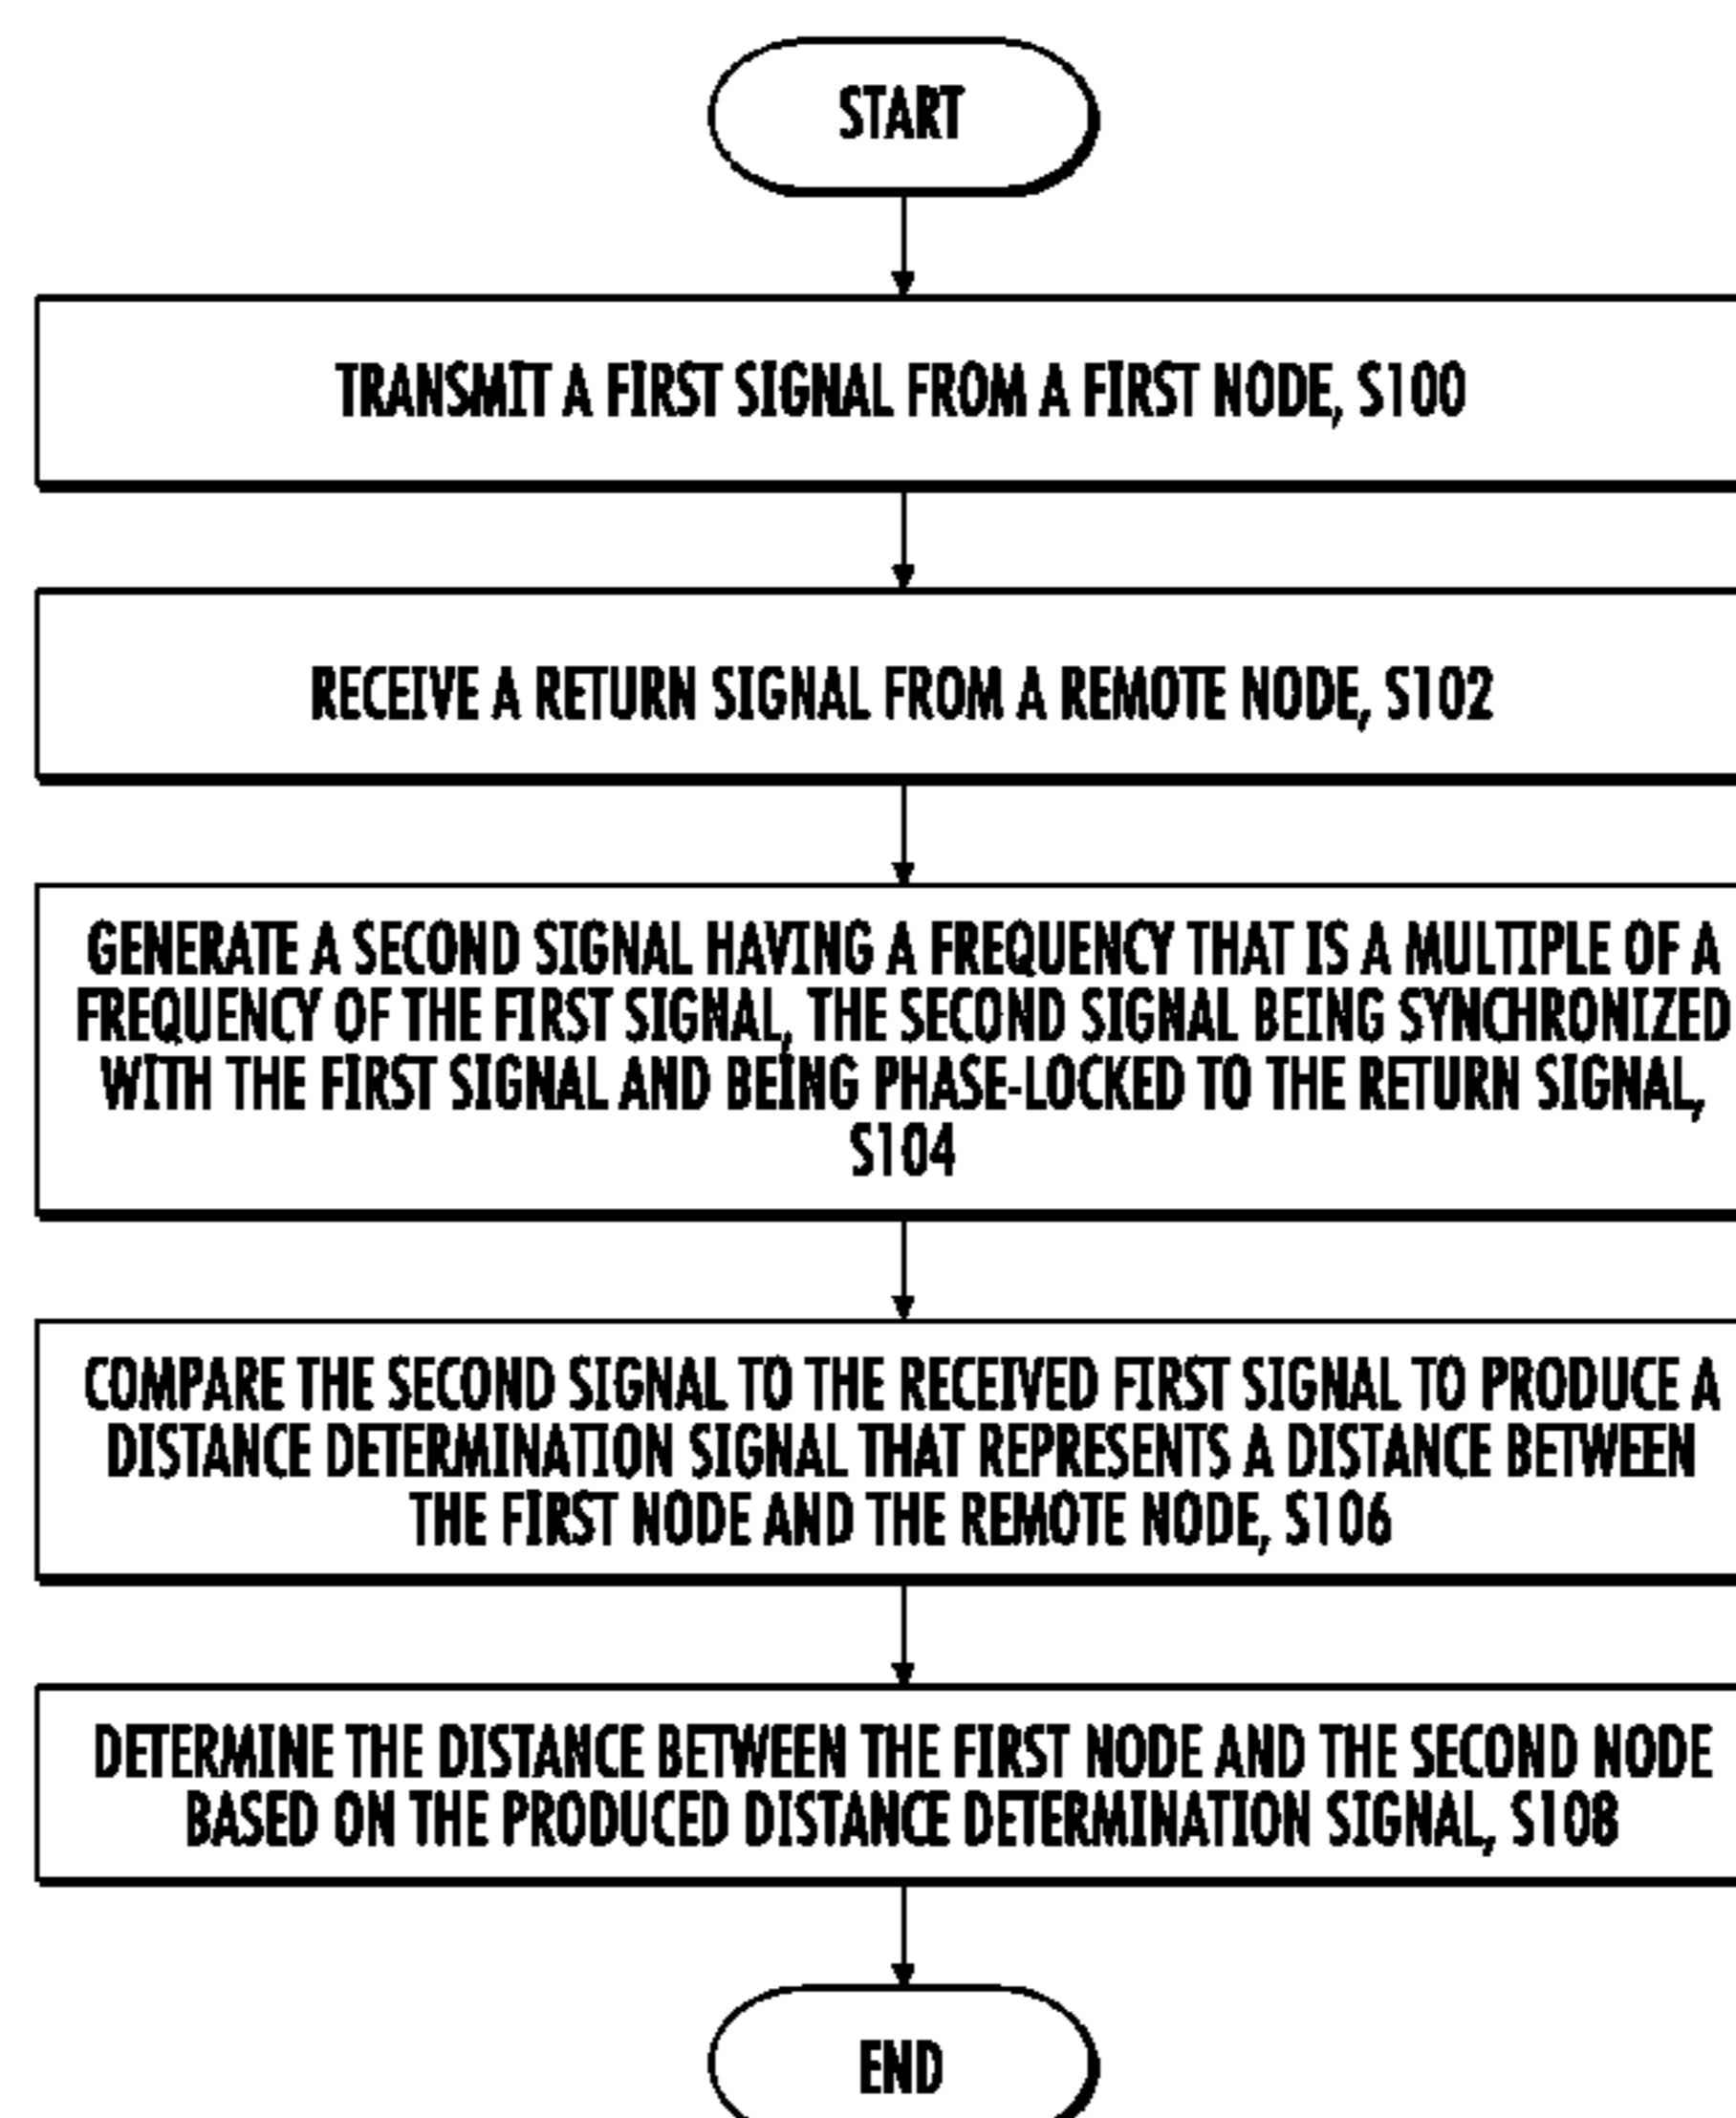 START
TRANSMIT A FIRST SIGNAL FROM A FIRST NODE, S100
RECEIVE A RETURN SIGNAL FROM A REMOTE NODE, S102
GENERATE A SECOND SIGNAL HAVING A FREQUENCY THAT IS A MULTIPLE OF A
FREQUENCY OF THE FIRST SIGNAL, THE SECOND SIGNAL BEING SYNCHRONIZED
WITH THE FIRST SIGNAL AND BEING PHASE-LOCKED TO THE RETURN SIGNAL,
S104
COMPARE THE SECOND SIGNAL TO THE RECEIVED FIRST SIGNAL TO PRODUCE A
DISTANCE DETERMINATION SIGNAL THAT REPRESENTS A DISTANCE BETWEEN
THE FIRST NODE AND THE REMOTE NODE, S106
DETERMINE THE DISTANCE BETWEEN THE FIRST NODE AND THE SECOND NODE
BASED ON THE PRODUCED DISTANCE DETERMINATION SIGNAL, S108
END